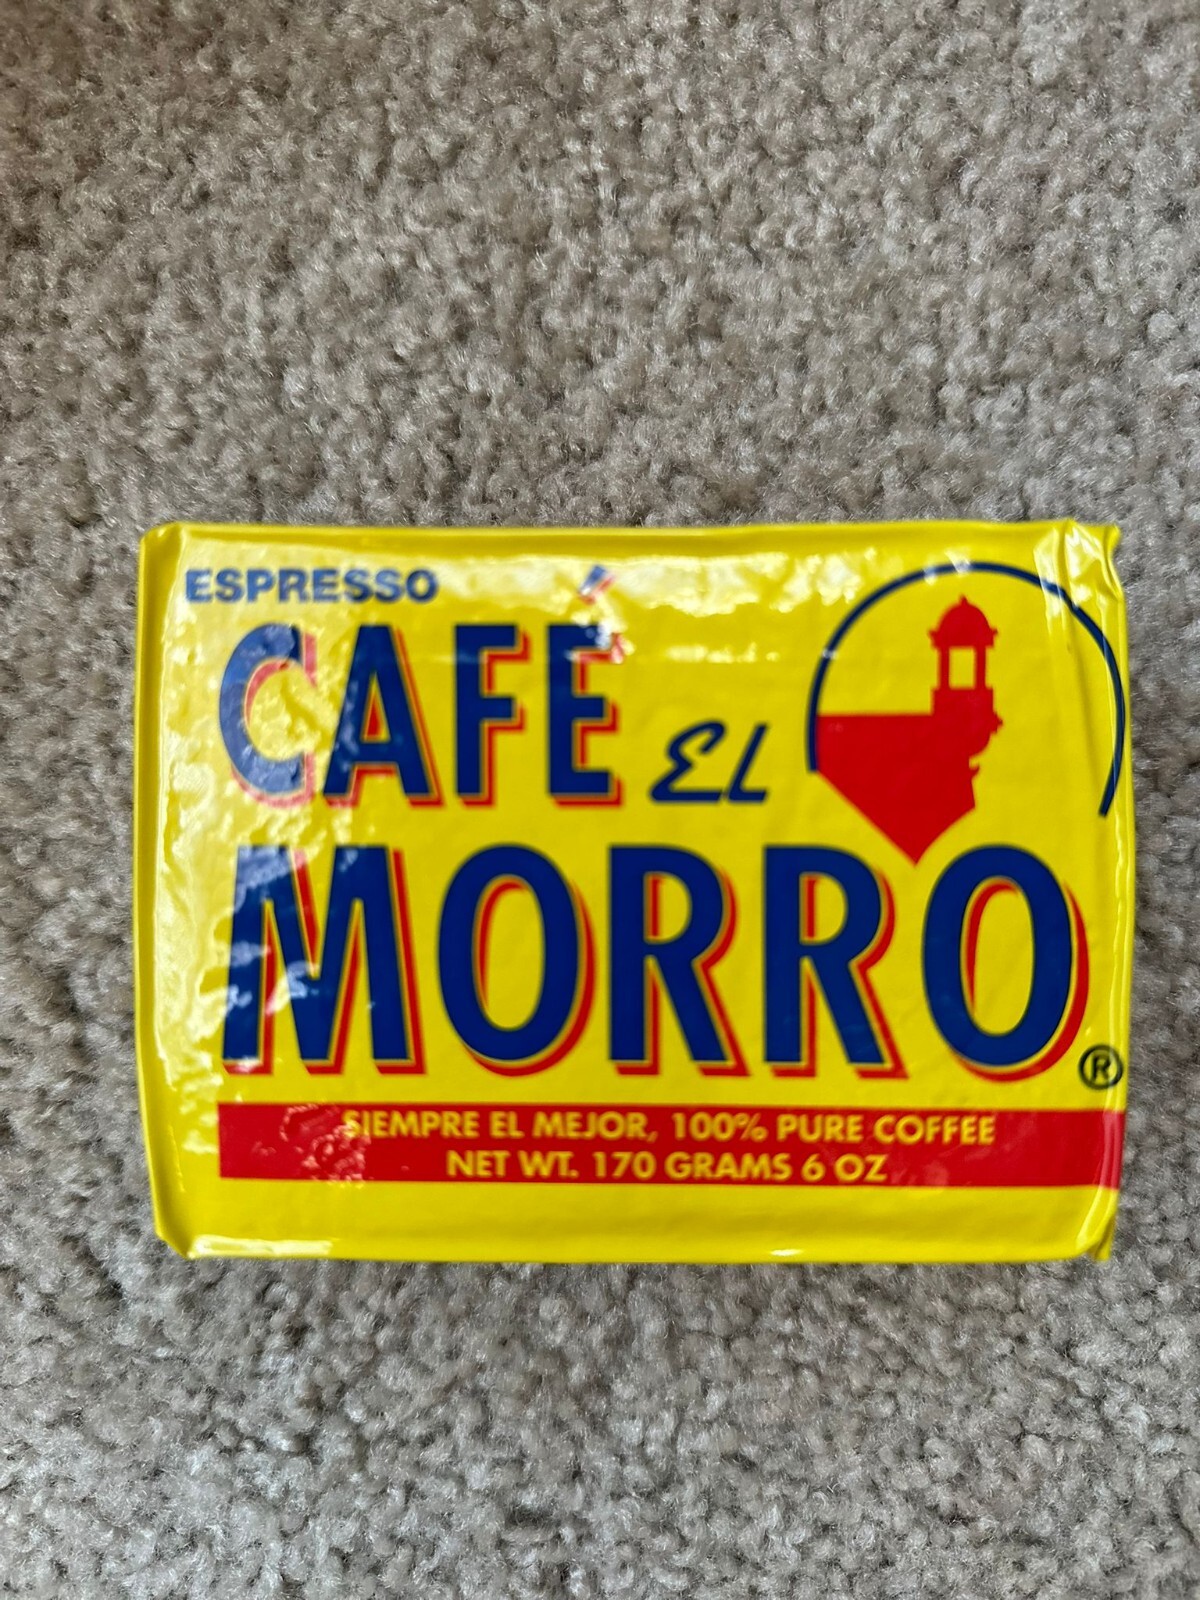 ESPRESSO
CAFÉ EL
MORRO®
SIEMPRE EL MEJOR, 100% PURE COFFEE
NET WT. 170 GRAMS 6 OZ